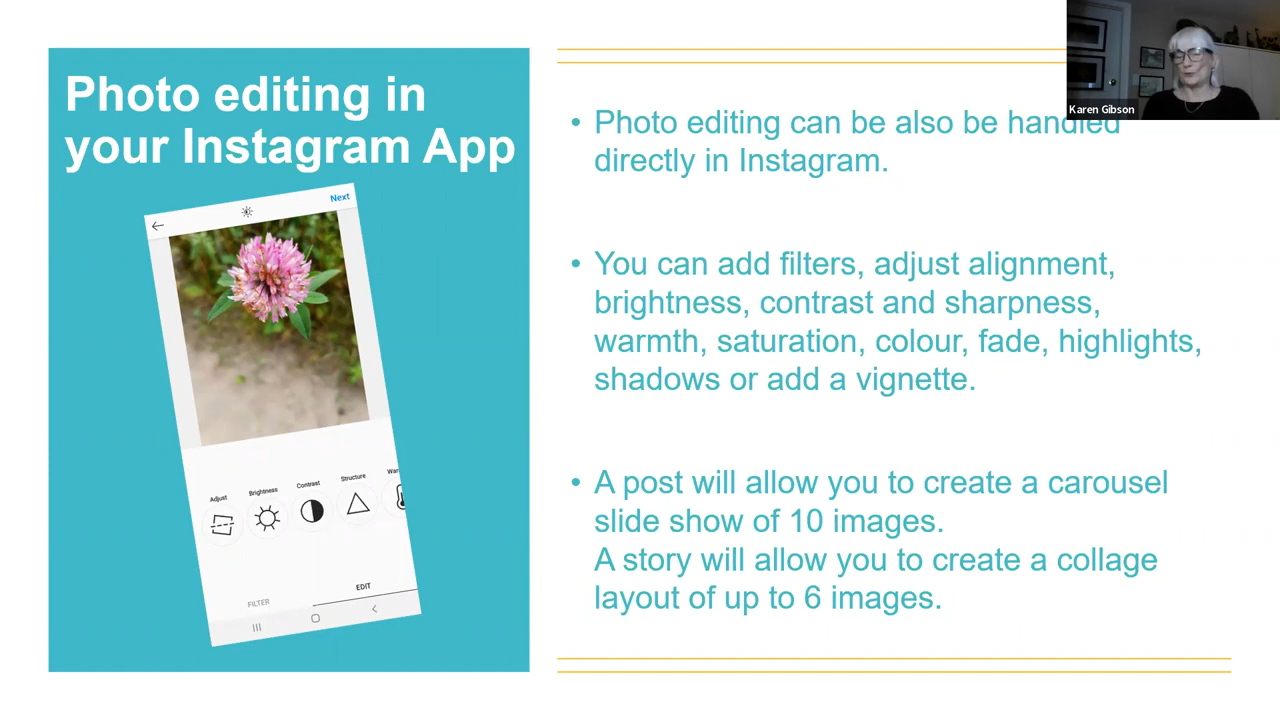 Photo editing in
your Instagram App
Next
Adjust Brightness Contrast Structure
FILTER EDIT
• Photo editing can be also be handled
directly in Instagram.
• You can add filters, adjust alignment,
brightness, contrast and sharpness,
warmth, saturation, colour, fade, highlights,
shadows or add a vignette.
• A post will allow you to create a carousel
slide show of 10 images.
A story will allow you to create a collage
layout of up to 6 images.
Karen Gibson